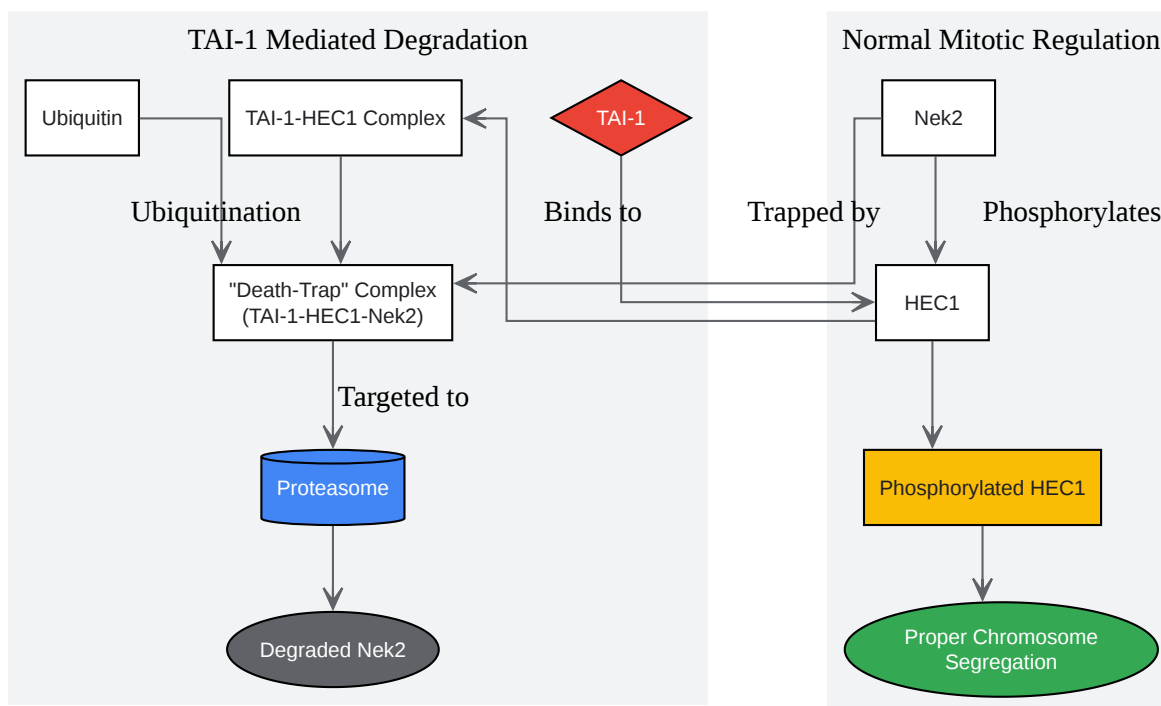 TAI-1 Mediated Degradation
Normal Mitotic Regulation
Ubiquitin
TAI-1-HEC1 Complex
TAI-1
Nek2
Ubiquitination
Binds to
Trapped by
Phosphorylates
"Death-Trap" Complex
(TAI-1-HEC1-Nek2)
HEC1
Targeted to
Proteasome
Phosphorylated HEC1
Degraded Nek2
Proper Chromosome
Segregation